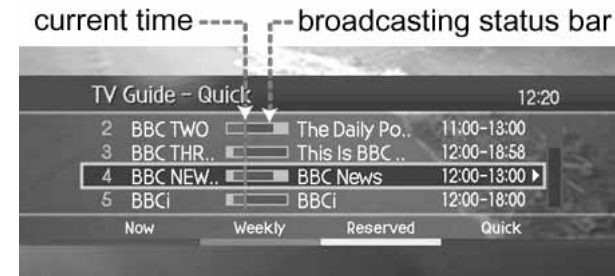 current time broadcasting status bar
TV Guide - Quick 12:20
2 BBC TWO The Daily Po.. 11:00-13:00
3 BBC THR.. This Is BBC .. 12:00-18:58
4 BBC NEW.. BBC News 12:00-13:00
5 BBCi BBCi 12:00-18:00
Now Weekly Reserved Quick